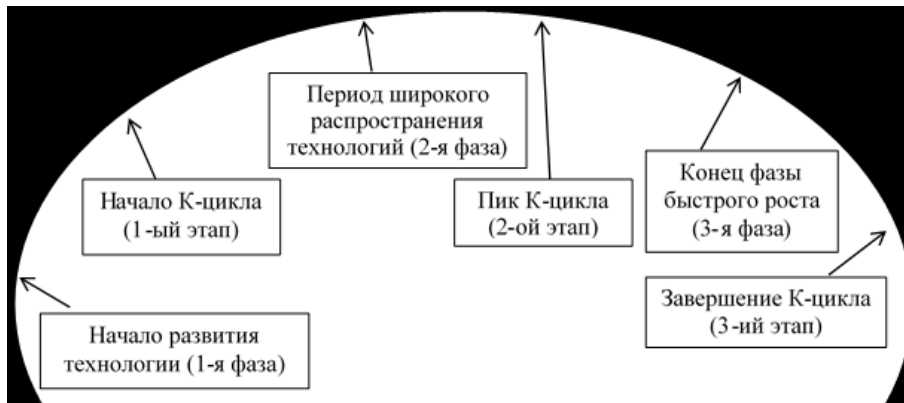 Период широкого
распространения
технологий (2-я фаза)
Начало К-цикла
(1-ый этап)
Пик К-цикла
(2-ой этап)
Конец фазы
быстрого роста
(3-я фаза)
Начало развития
технологии (1-я фаза)
Завершение К-цикла
(3-ий этап)